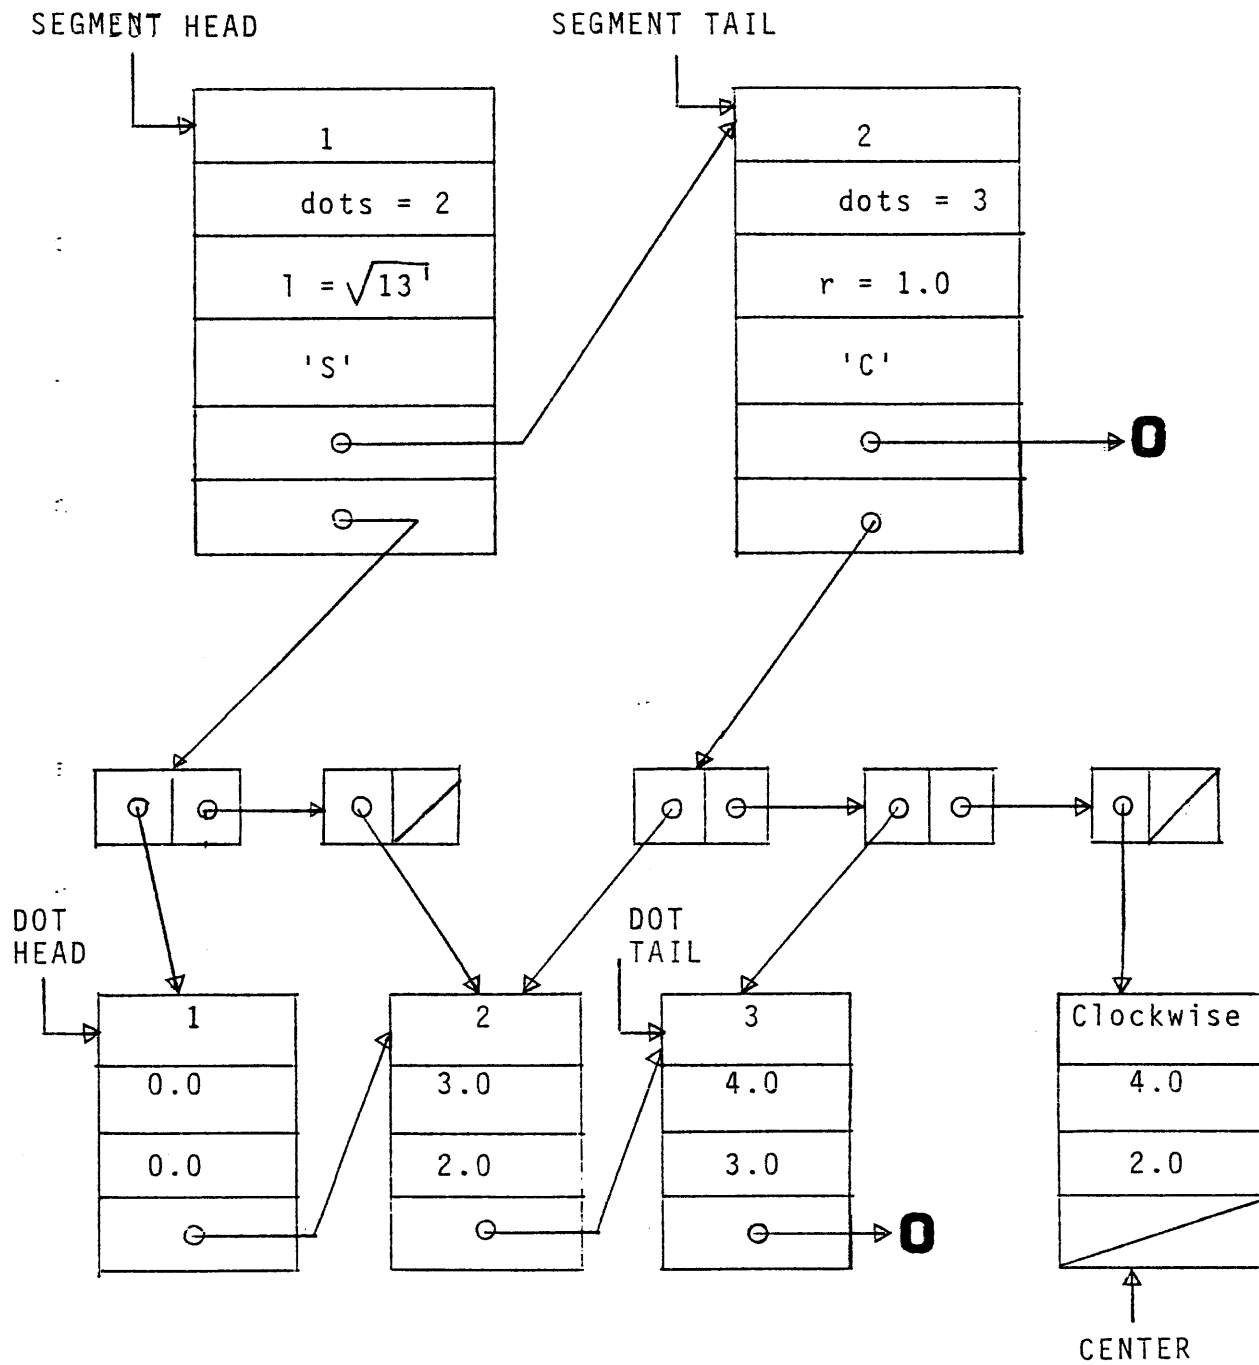 SEGMENT HEAD
SEGMENT TAIL
1
dots = 2
l = √13
'S'
2
dots = 3
r = 1.0
'C'
0
DOT
HEAD
DOT
TAIL
1
0.0
0.0
2
3.0
2.0
3
4.0
3.0
0
Clockwise
4.0
2.0
CENTER